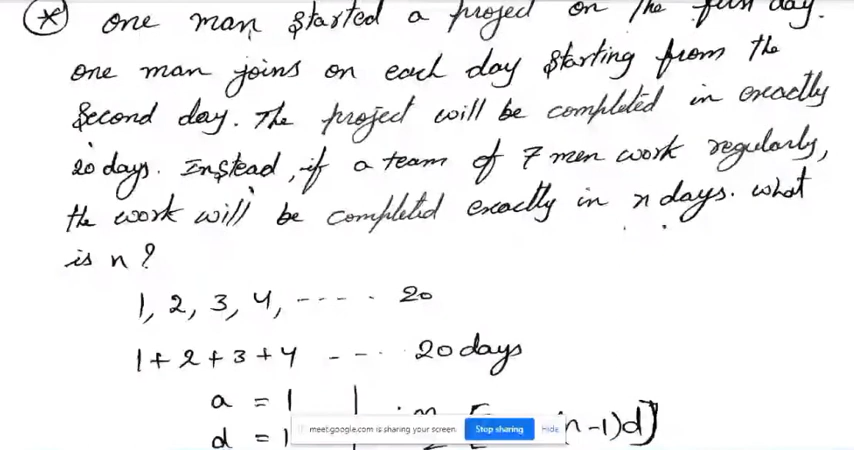 * one man started a project on the first day.
one man joins on each day starting from the
second day. The project will be completed in exactly
20 days. Instead, if a team of 7 men work regularly,
the work will be completed exactly in n days. what
is n ?
1, 2, 3, 4, ---- . 20
1 + 2 + 3 + 4 - - -. 20 days
a = 1
d = 1
n-1)d]
meet.google.com is sharing your screen. Stop sharing Hide